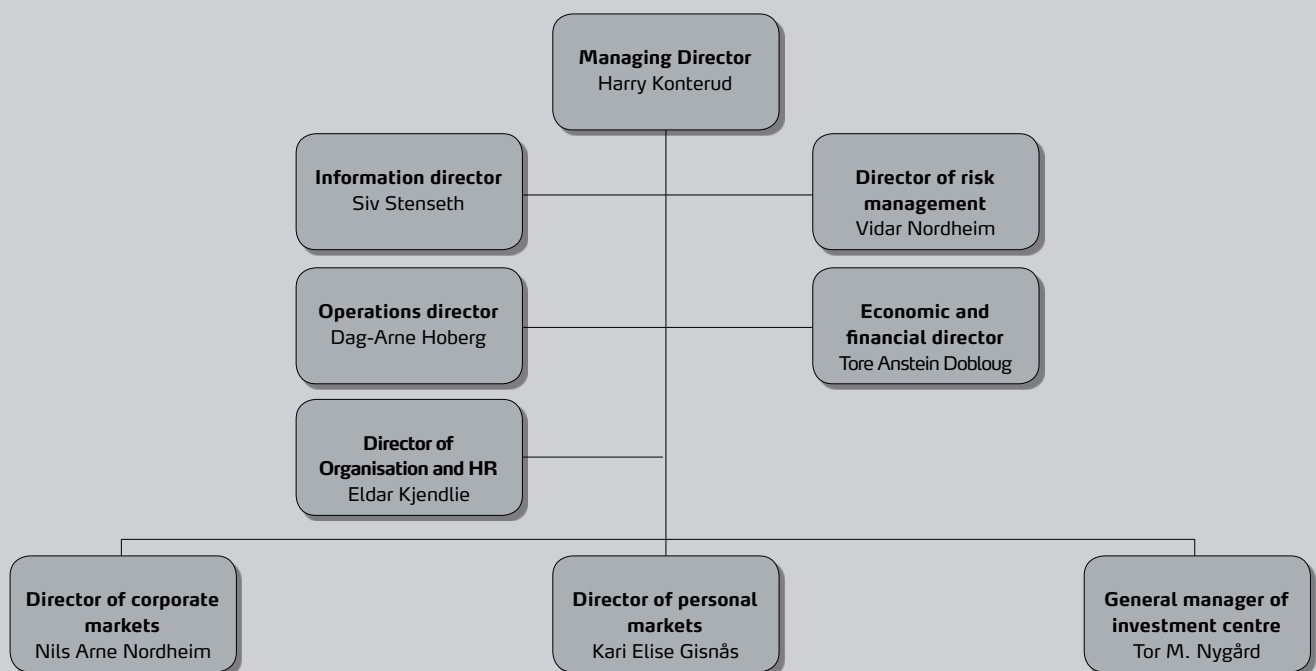 Managing Director
Harry Konterud
Information director
Siv Stenseth
Director of risk
management
Vidar Nordheim
Operations director
Dag-Arne Hoberg
Economic and
financial director
Tore Anstein Dobloug
Director of
Organisation and HR
Eldar Kjendlie
Director of corporate
markets
Nils Arne Nordheim
Director of personal
markets
Kari Elise Gisnås
General manager of
investment centre
Tor M. Nygård